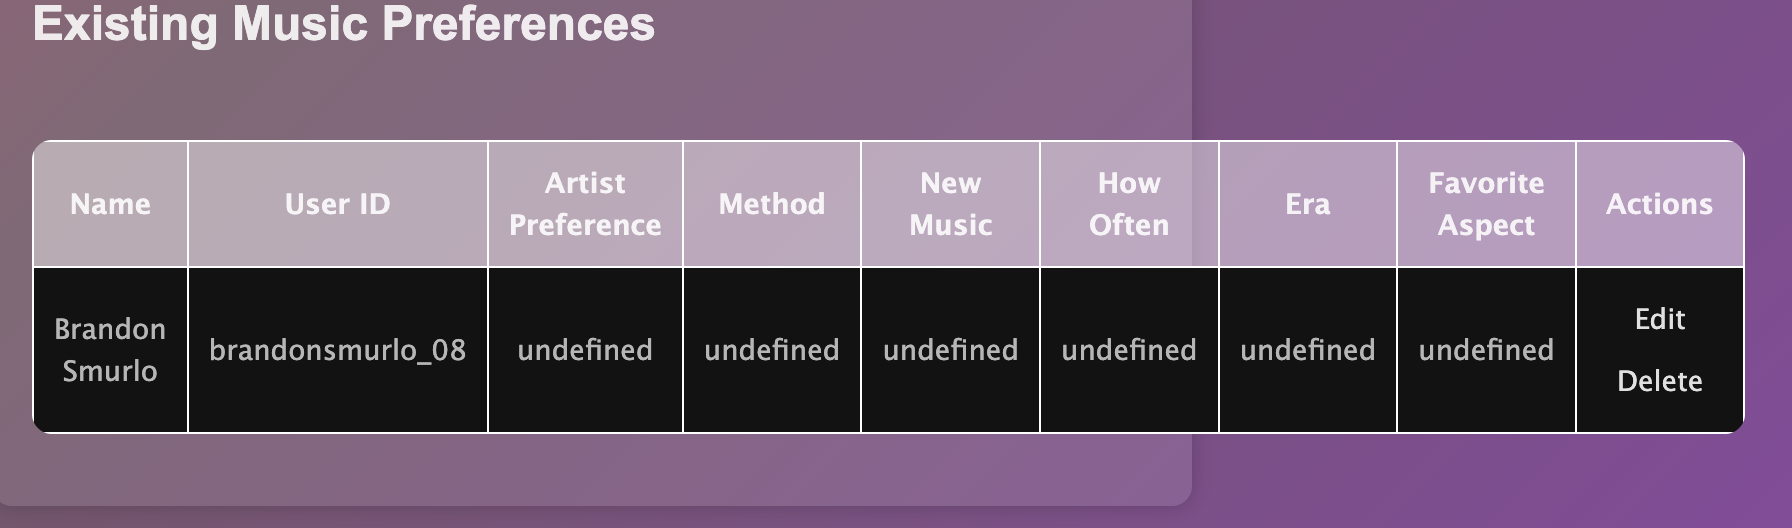 Existing Music Preferences
Name
User ID
Artist
Preference
Method
New
Music
How
Often
Era
Favorite
Aspect
Actions
Brandon
Smurlo
brandonsmurlo_08
undefined
undefined
undefined
undefined
undefined
undefined
Edit
Delete